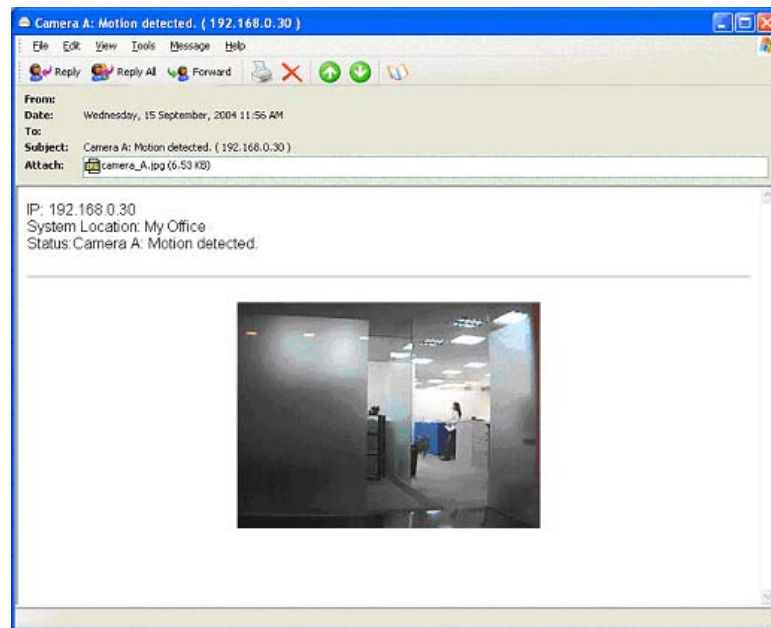 Camera A: Motion detected. ( 192.168.0.30 )
File Edit View Tools Message Help
Reply Reply All Forward
From:
Date: Wednesday, 15 September, 2004 11:56 AM
To:
Subject: Camera A: Motion detected. ( 192.168.0.30 )
Attach: camera_A.jpg (6.53 KB)
IP: 192.168.0.30
System Location: My Office
Status:Camera A: Motion detected.